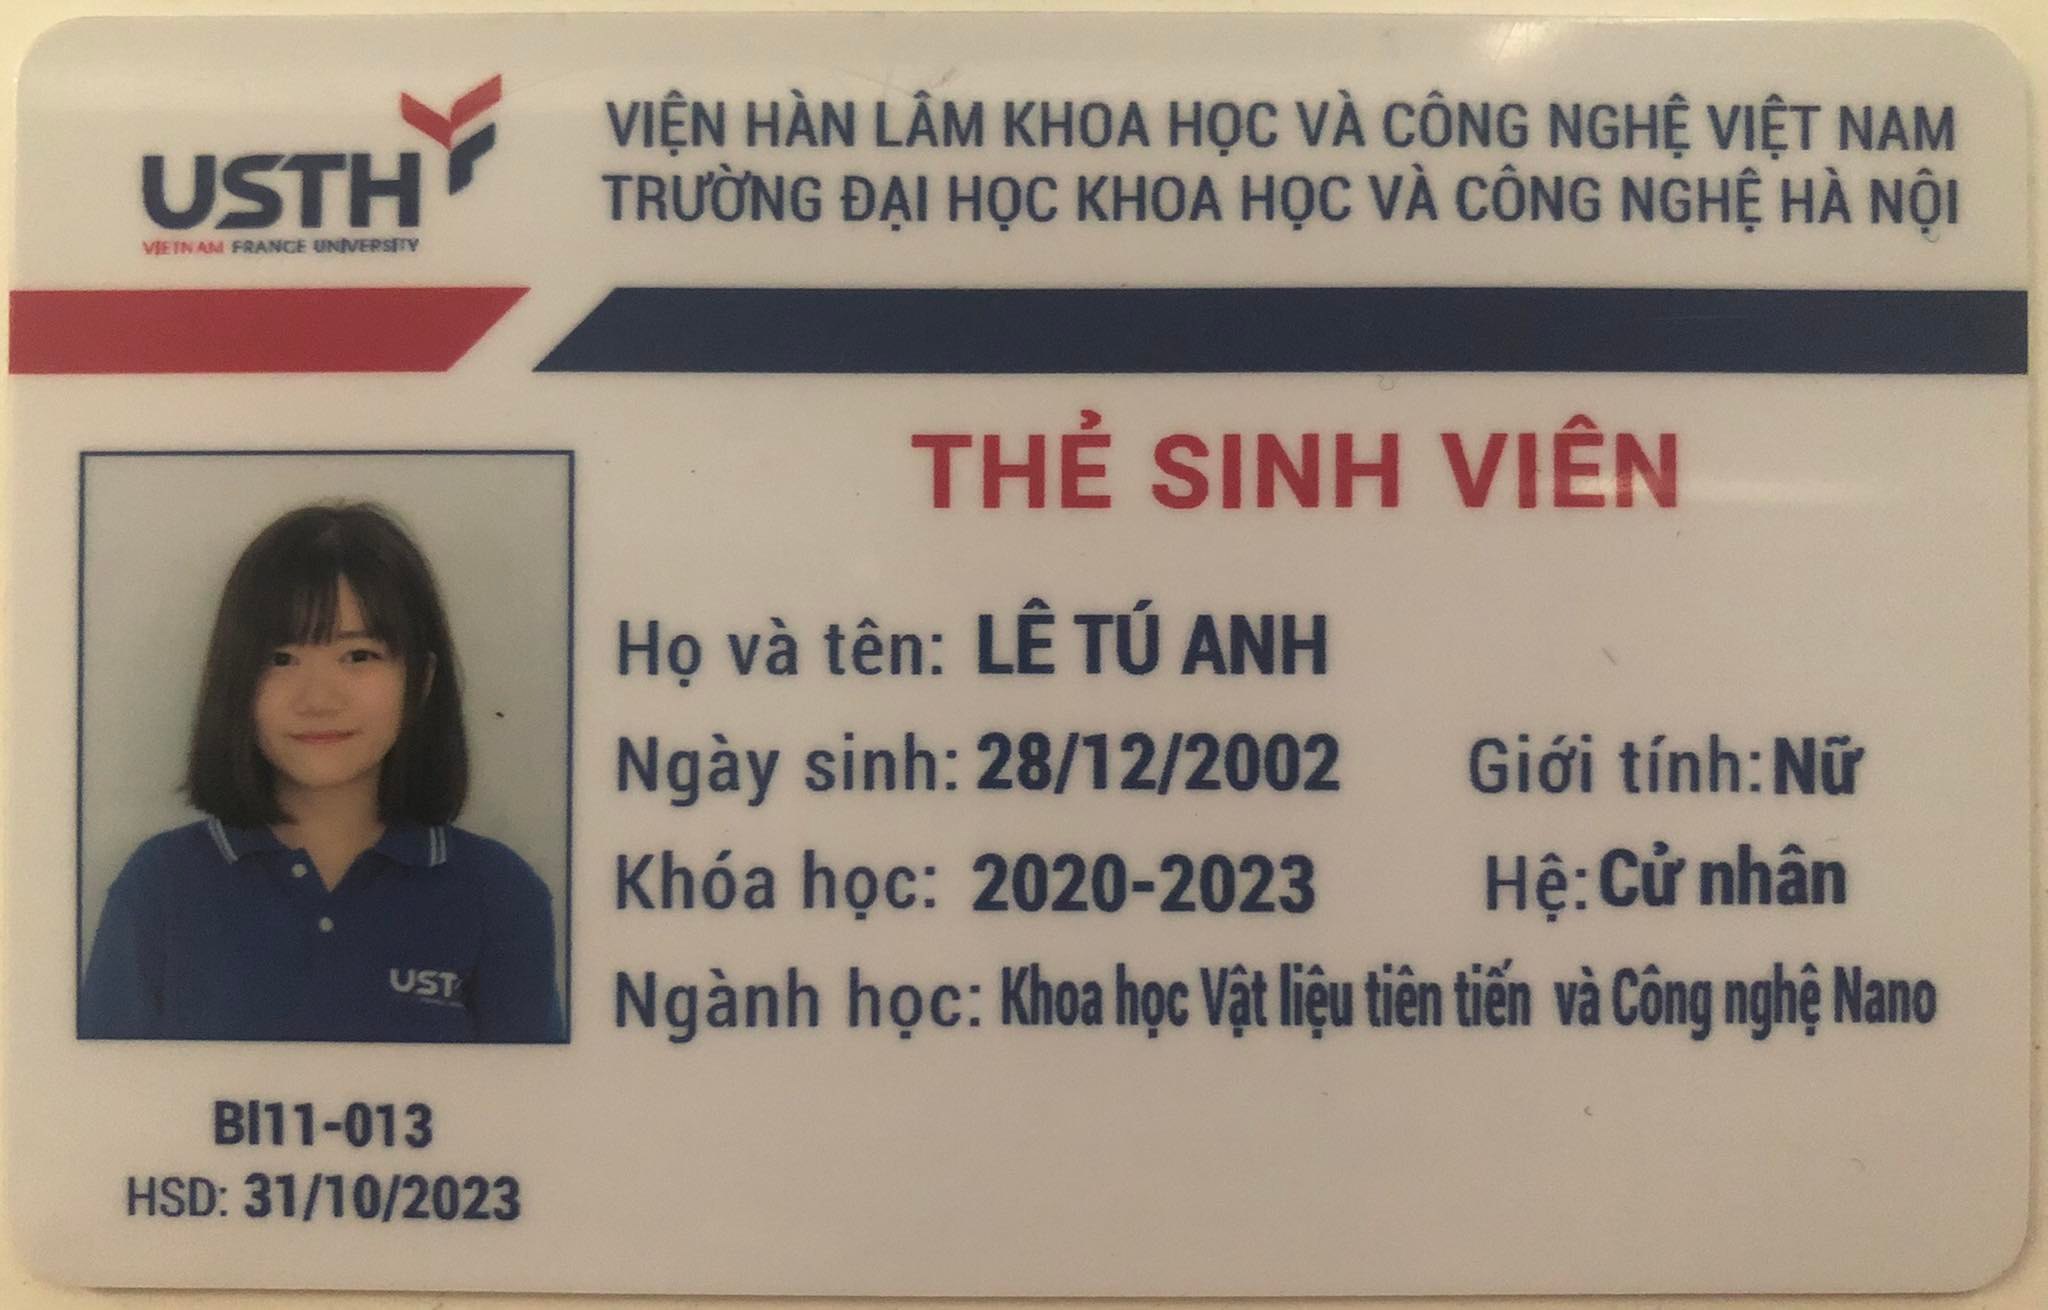 USTH
VIETNAM FRANCE UNIVERSITY
VIỆN HÀN LÂM KHOA HỌC VÀ CÔNG NGHỆ VIỆT NAM
TRƯỜNG ĐẠI HỌC KHOA HỌC VÀ CÔNG NGHỆ HÀ NỘI
THẺ SINH VIÊN
Họ và tên: LÊ TÚ ANH
Ngày sinh: 28/12/2002 Giới tính: Nữ
Khóa học: 2020-2023 Hệ: Cử nhân
Ngành học: Khoa học Vật liệu tiên tiến và Công nghệ Nano
UST
BI11-013
HSD: 31/10/2023